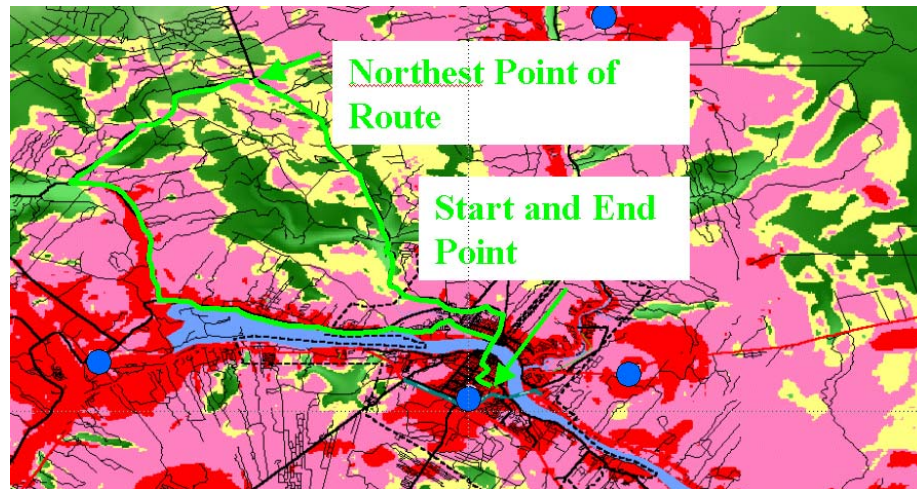 Northest Point of
Route
Start and End
Point